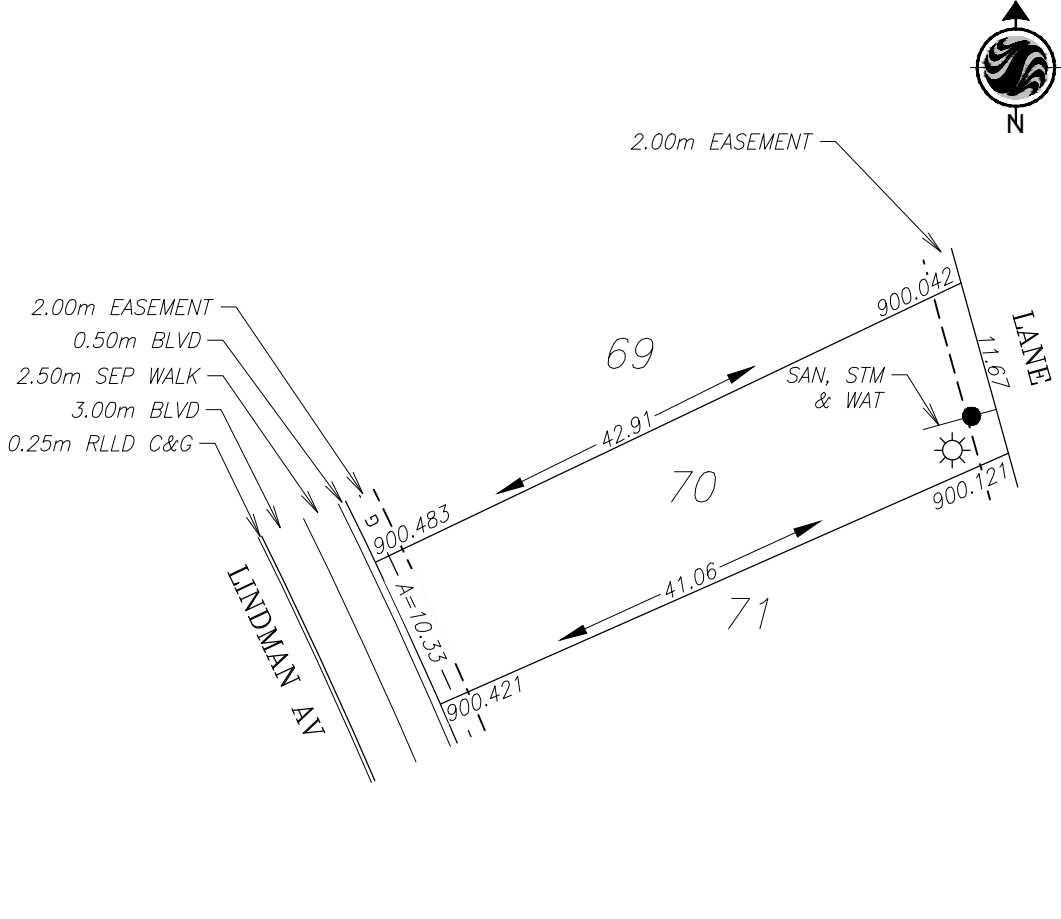 N
2.00m EASEMENT
900.042
LANE
11.67
2.00m EASEMENT
0.50m BLVD
2.50m SEP WALK
3.00m BLVD
0.25m RLLD C&G
69
SAN, STM
& WAT
42.91
70
900.121
G
900.483
A=10.33
41.06
71
900.421
LINDMAN AV